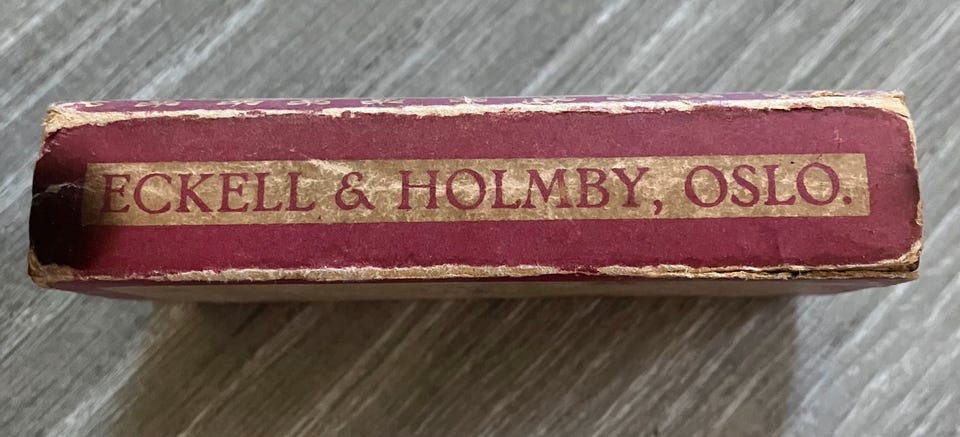 ECKELL & HOLMBY, OSLO.